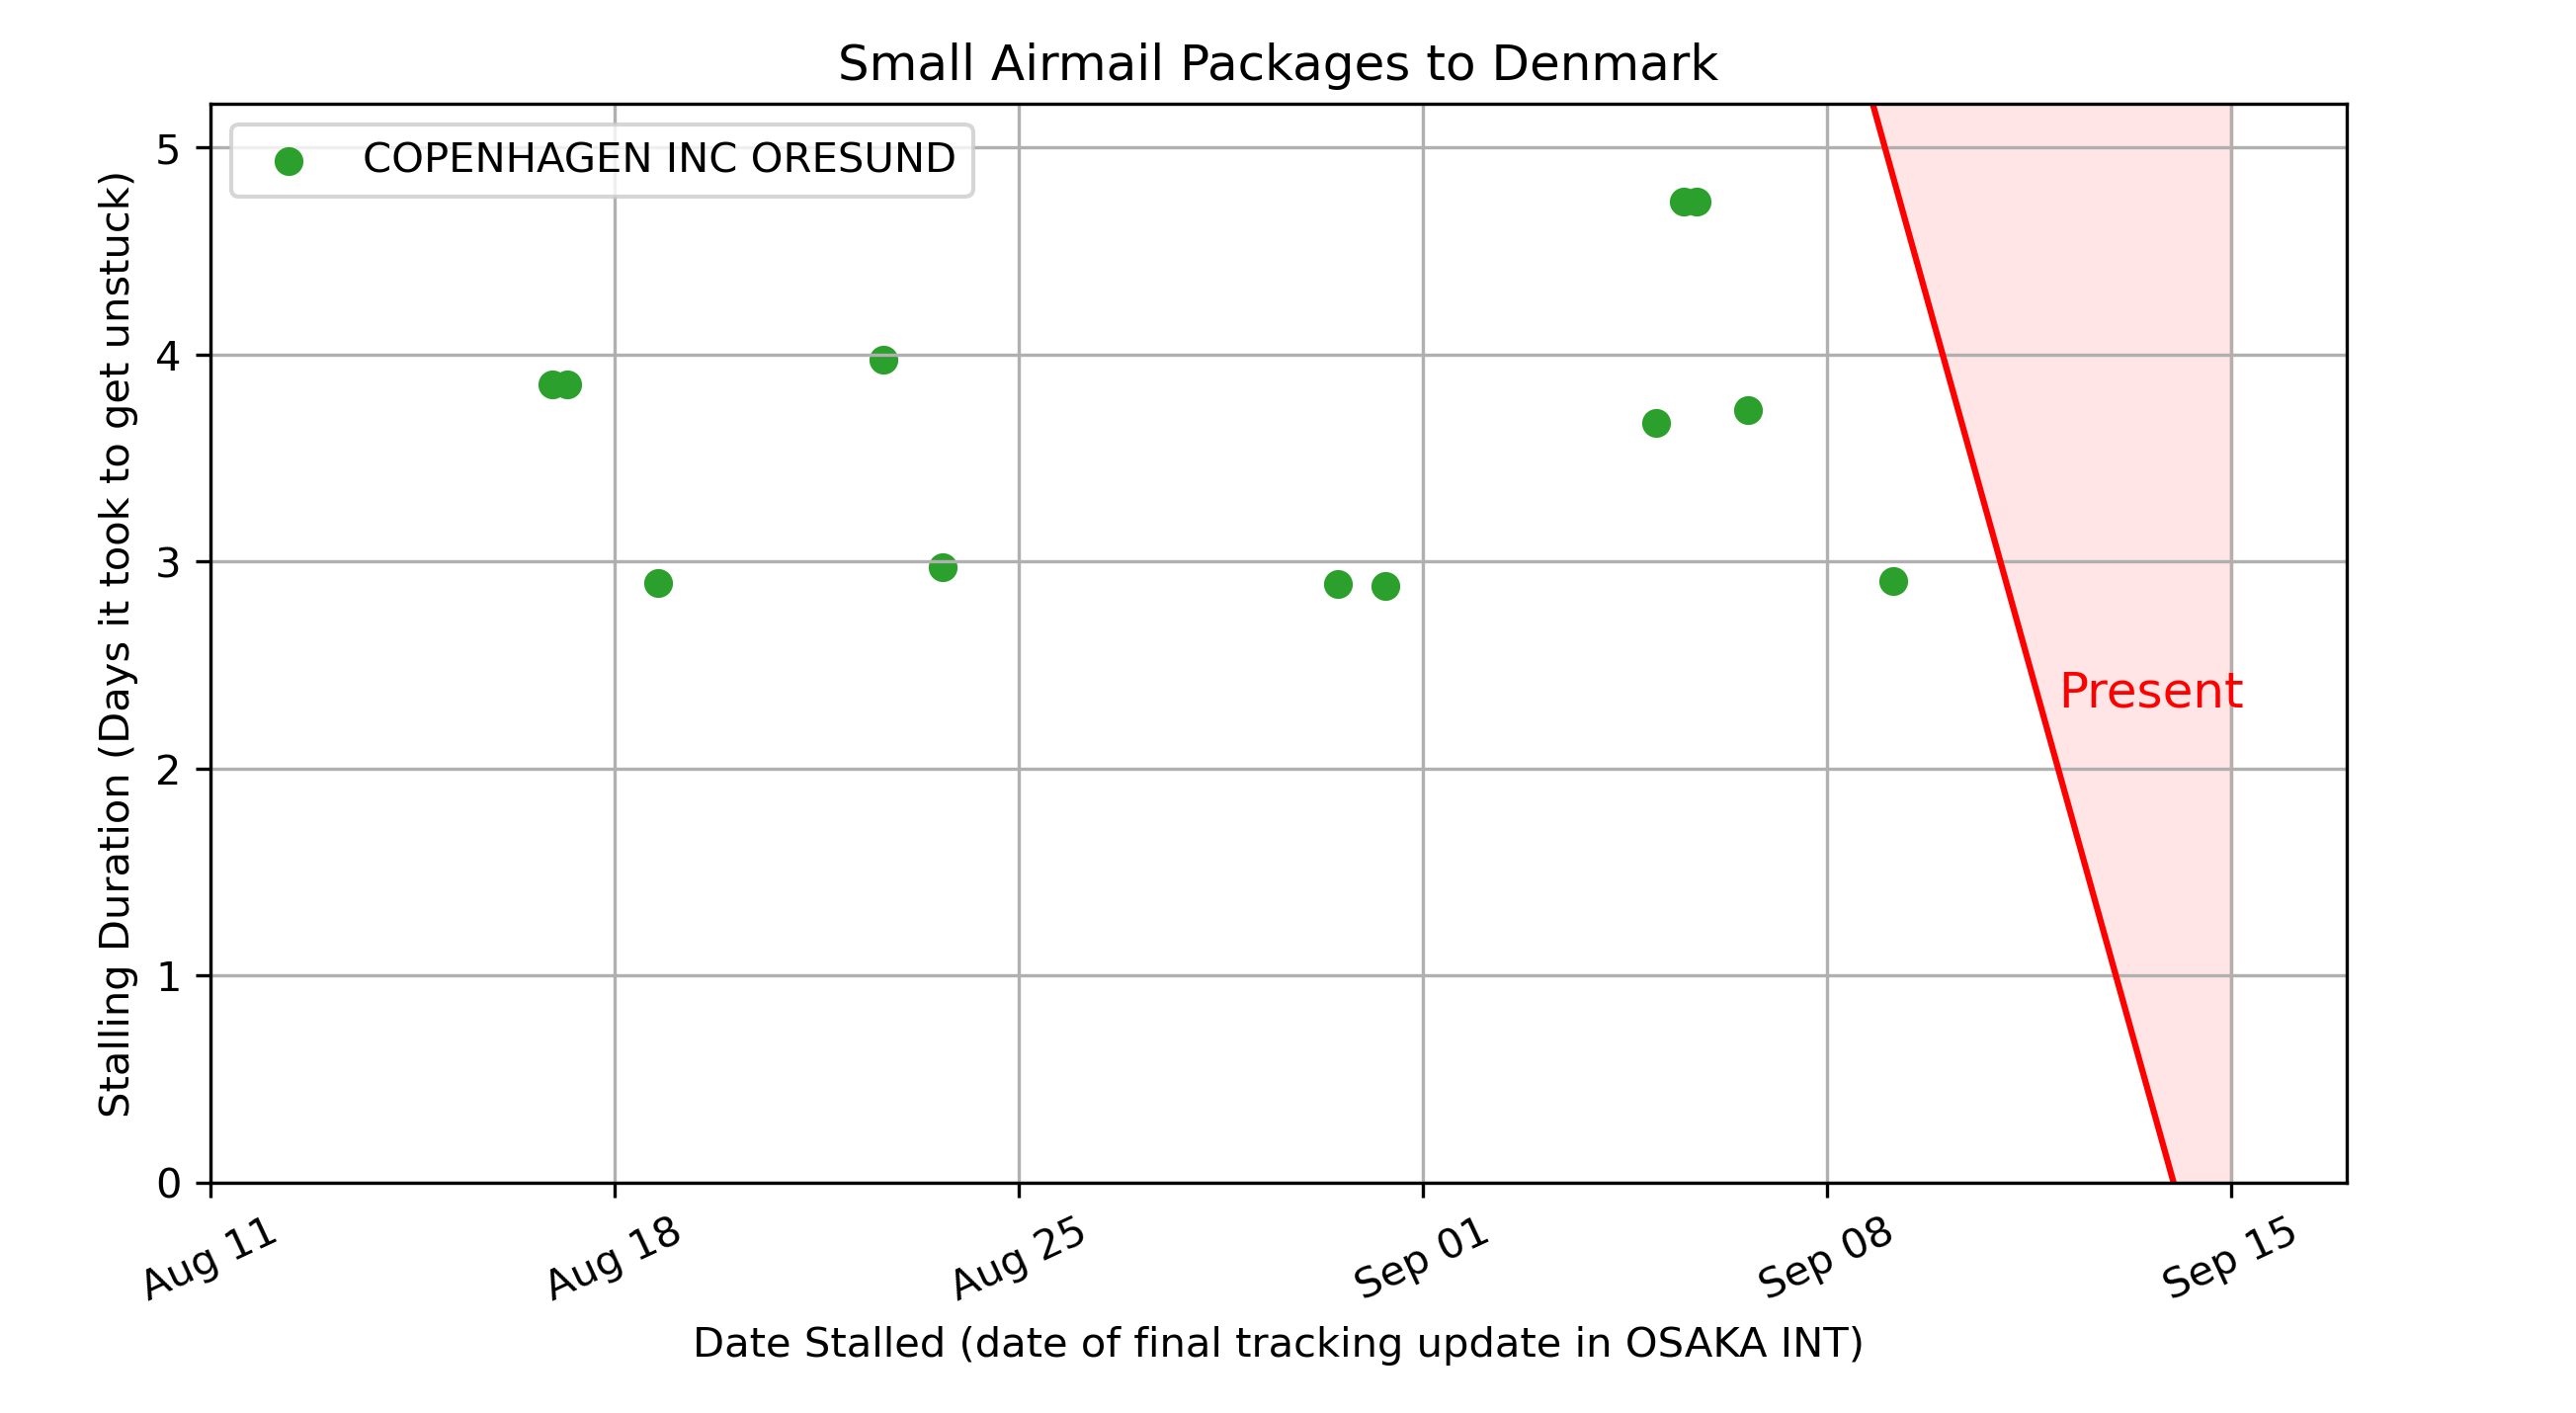 Small Airmail Packages to Denmark
COPENHAGEN INC ORESUND
Stalling Duration (Days it took to get unstuck)
5
4
3
2
1
0
Present
Aug 11
Aug 18
Aug 25
Sep 01
Sep 08
Sep 15
Date Stalled (date of final tracking update in OSAKA INT)